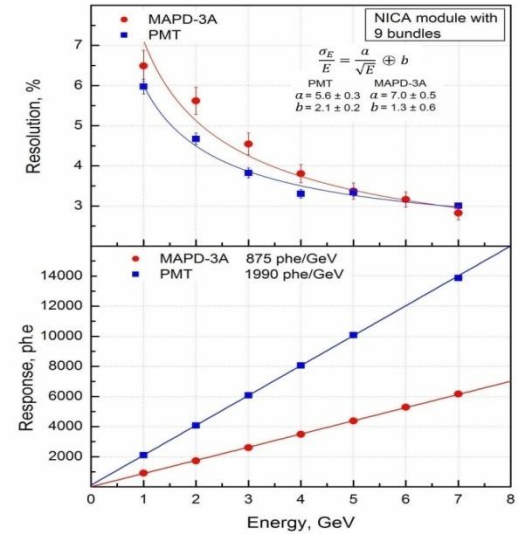 MAPD-3A
PMT
NICA module with
9 bundles
σ_E/E = a/√E ⊕ b
PMT MAPD-3A
a = 5.6 ± 0.3 a = 7.0 ± 0.5
b = 2.1 ± 0.2 b = 1.3 ± 0.6
Resolution, %
7
6
5
4
3
MAPD-3A 875 phe/GeV
PMT 1990 phe/GeV
Response, ph.e
14000
12000
10000
8000
6000
4000
2000
0 1 2 3 4 5 6 7 8
Energy, GeV